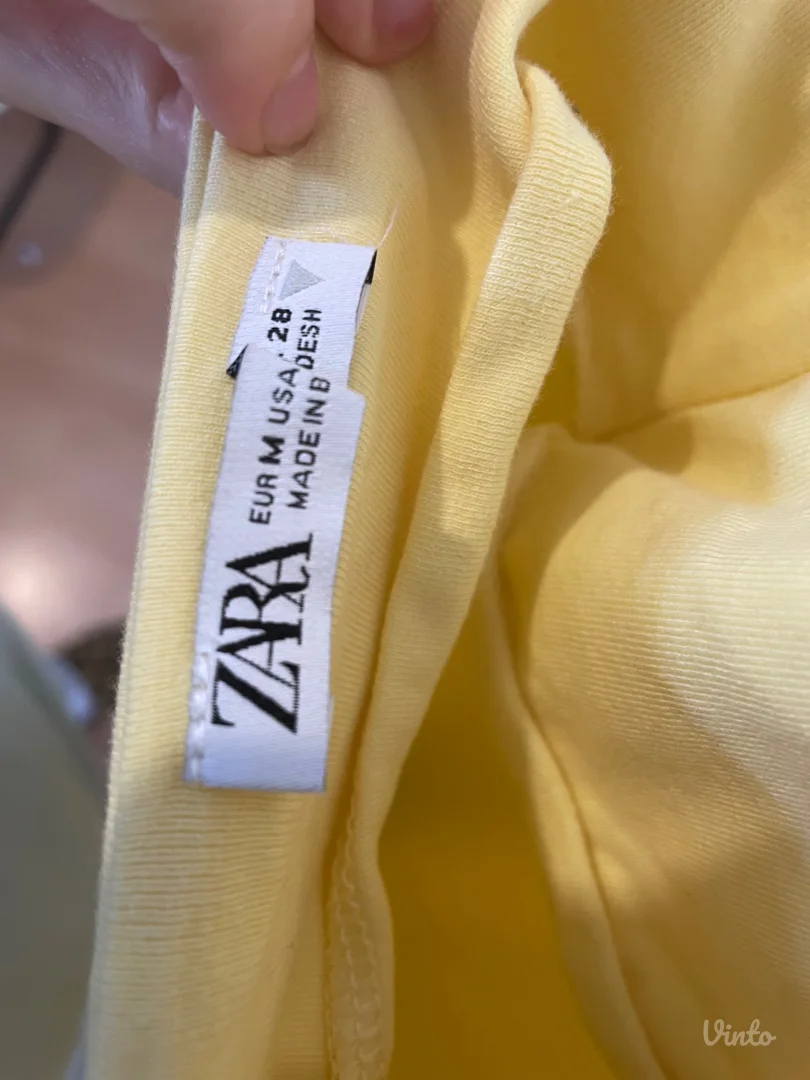 ZARA
EUR M USA 28
MADE IN B DESH
Vinto